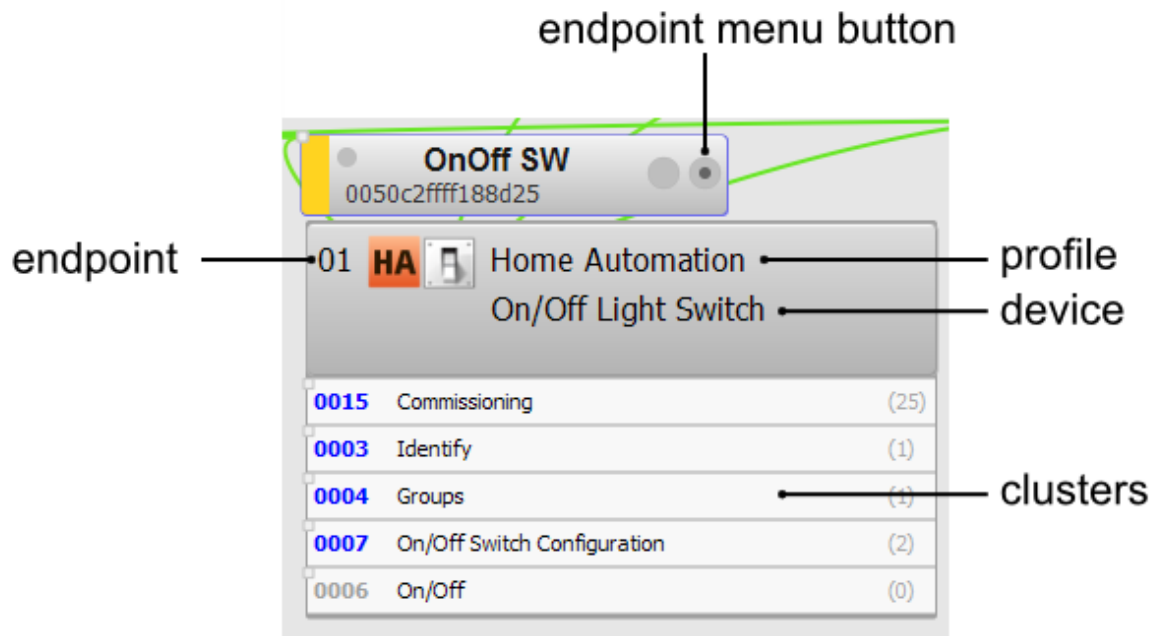 endpoint menu button
OnOff SW
0050c2ffff188d25
endpoint
01 HA Home Automation
profile
On/Off Light Switch
device
0015 Commissioning (25)
0003 Identify (1)
0004 Groups (1)
clusters
0007 On/Off Switch Configuration (2)
0006 On/Off (0)